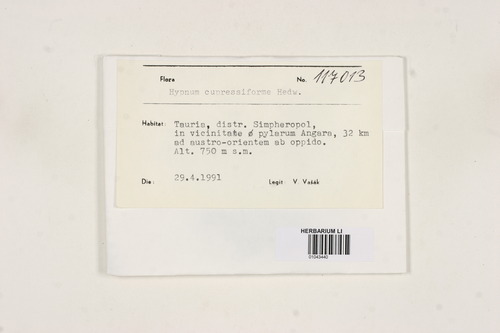 Flora No. 117013
Hypnum cupressiforme Hedw.
Habitat: Tauria, distr. Simpheropol,
in vicinitate pylarum Angara, 32 km
ad austro-orientem ab oppido.
Alt. 750 m s.m.
Die: 29.4.1991 Legit: V. Vašák
HERBARIUM LI
01043440